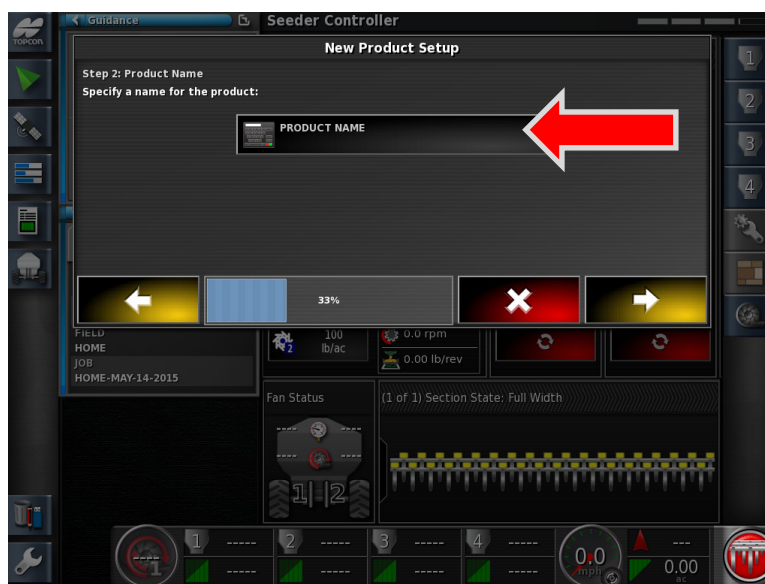 Guidance
Seeder Controller
TOPCON
New Product Setup
Step 2: Product Name
Specify a name for the product:
PRODUCT NAME
33%
1
2
3
4
FIELD
HOME
JOB
HOME-MAY-14-2015
2
100
lb/ac
0.0 rpm
0.00 lb/rev
Fan Status
(1 of 1) Section State: Full Width
---- ----
---- ----
1 2
1 -----
2 -----
3 -----
4 -----
-----
-----
-----
-----
----
1
0.0
mph
---
0.00
ac